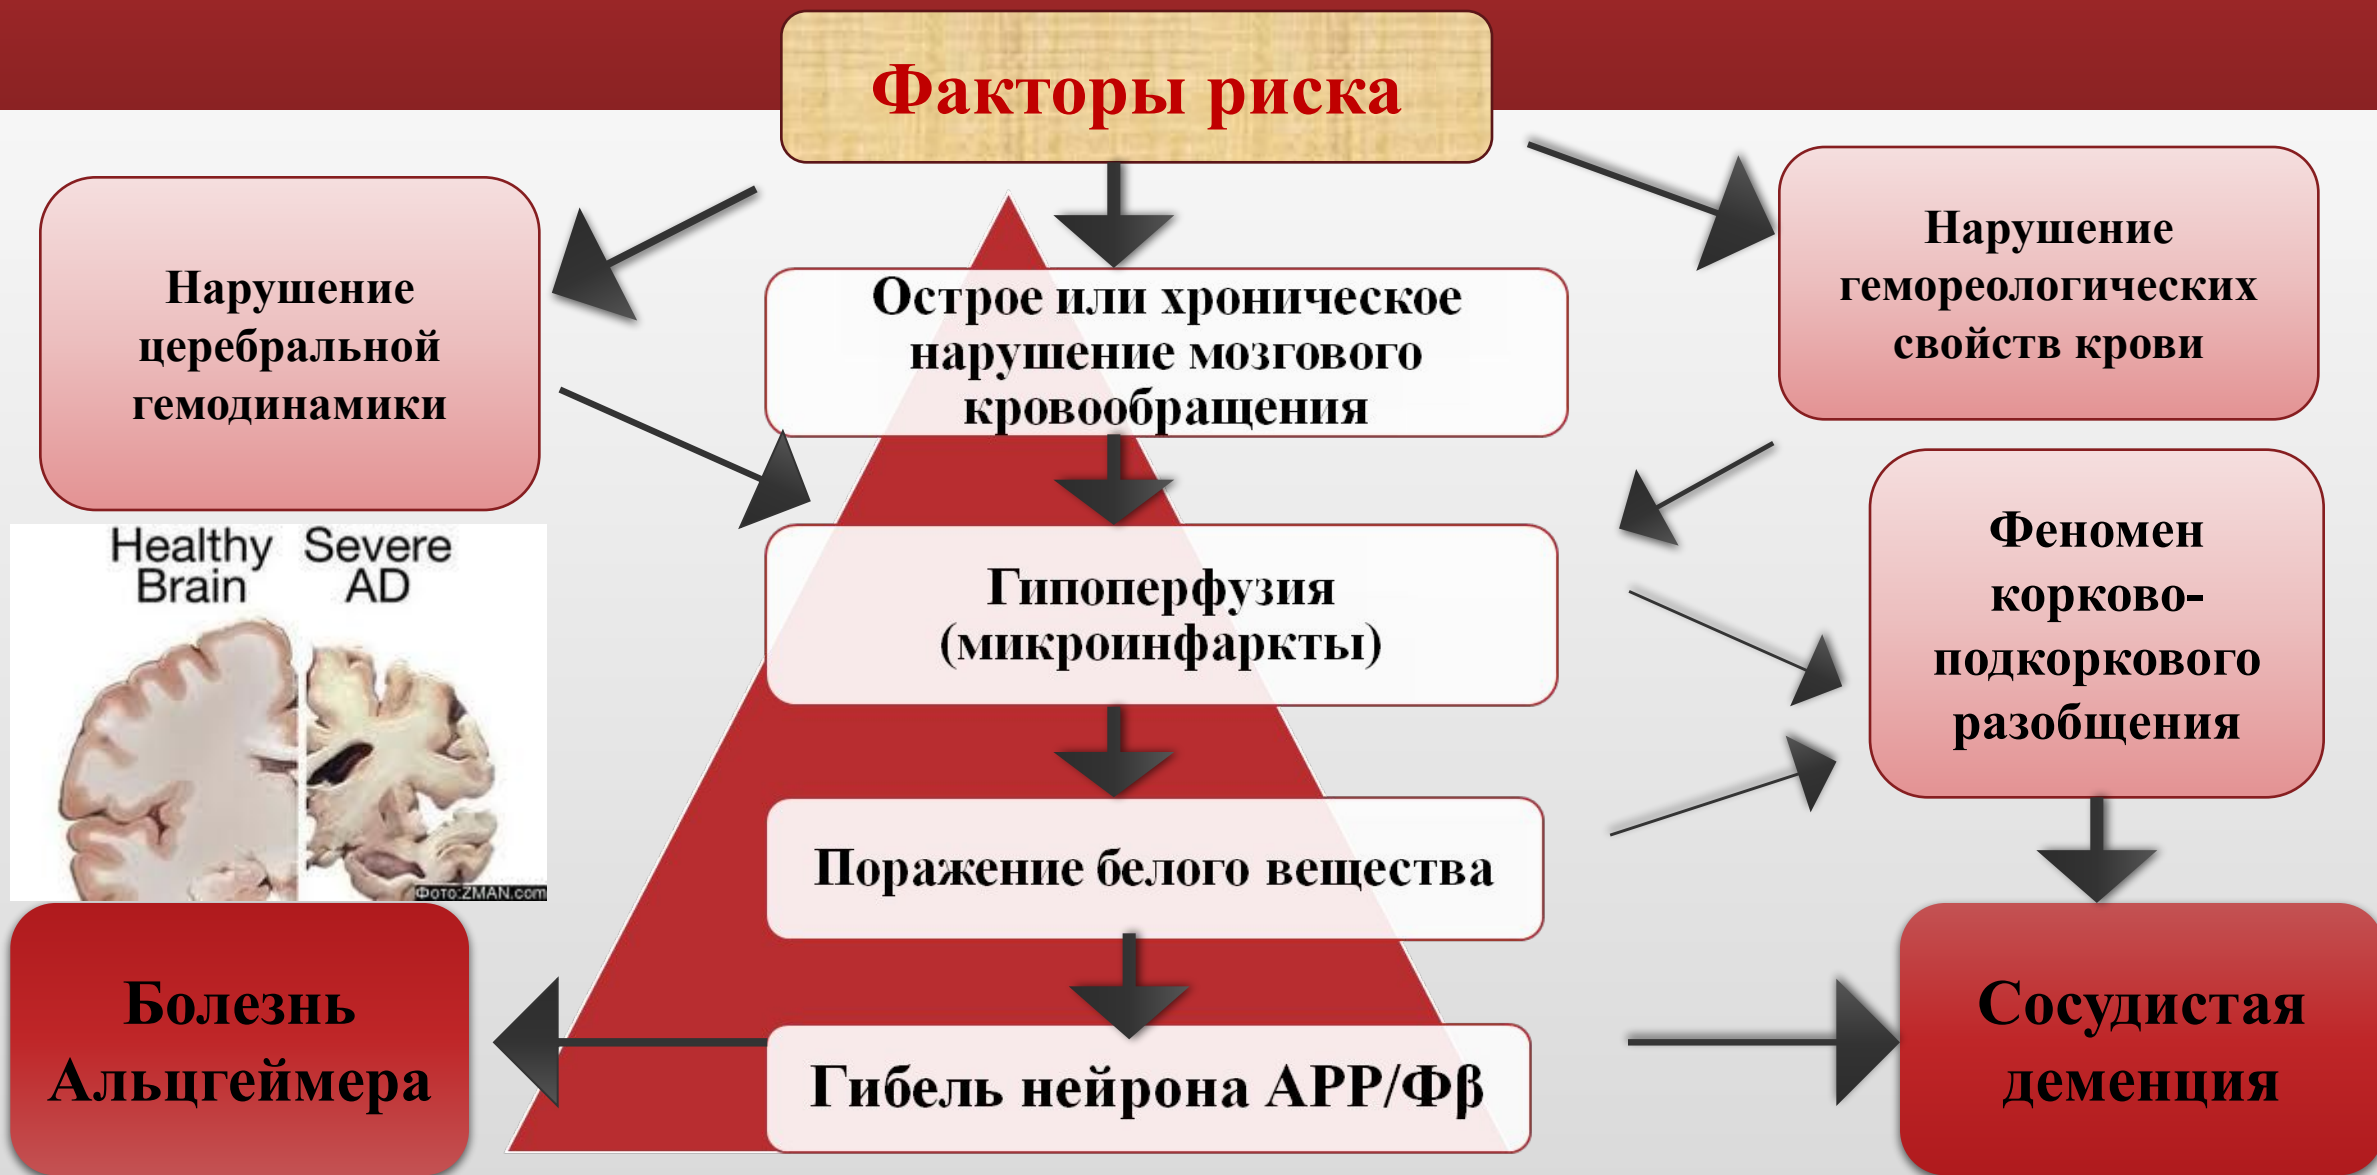 Факторы риска
Нарушение
церебральной
гемодинамики
Острое или хроническое
нарушение мозгового
кровообращения
Нарушение
гемореологических
свойств крови
Healthy Severe
Brain AD
Гипоперфузия
(микроинфаркты)
Феномен
корково-
подкоркового
разобщения
Поражение белого вещества
Фото:ZMAN.com
Болезнь
Альцгеймера
Гибель нейрона АРР/Фβ
Сосудистая
деменция